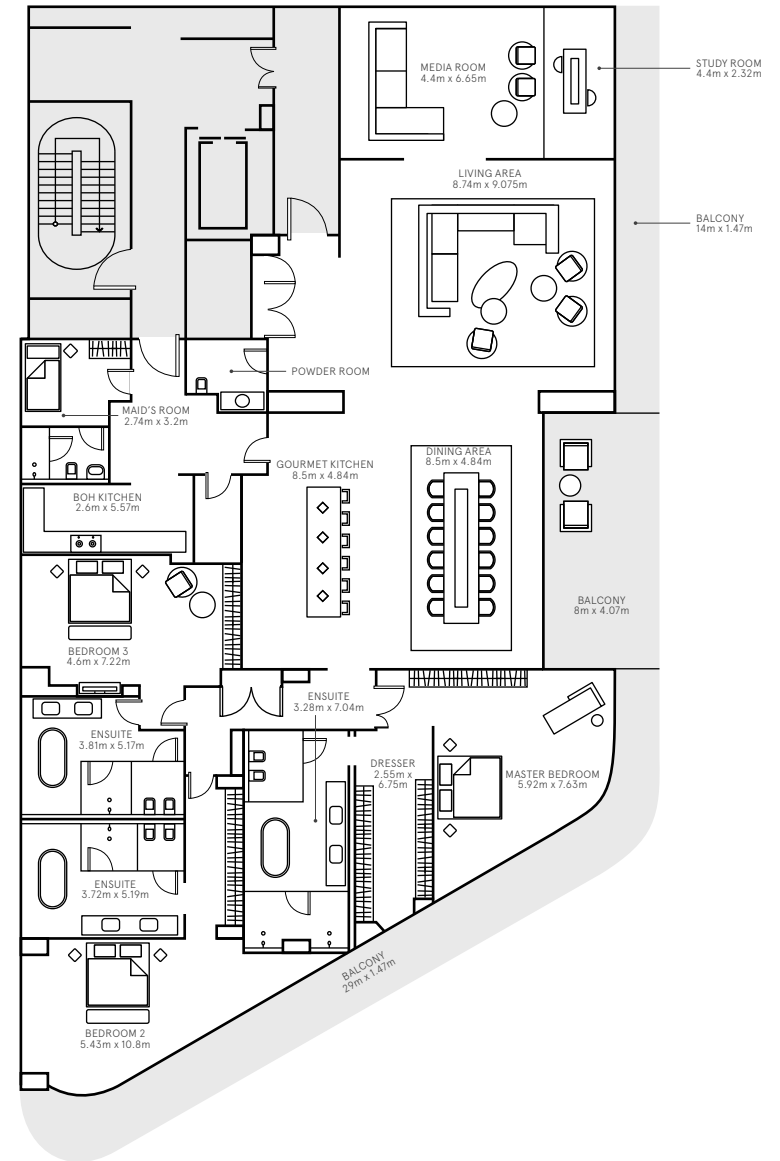 MEDIA ROOM
4.4m x 6.65m
STUDY ROOM
4.4m x 2.32m
LIVING AREA
8.74m x 9.075m
BALCONY
14m x 1.47m
POWDER ROOM
MAID'S ROOM
2.74m x 3.2m
GOURMET KITCHEN
8.5m x 4.84m
DINING AREA
8.5m x 4.84m
BOH KITCHEN
2.6m x 5.57m
BALCONY
8m x 4.07m
BEDROOM 3
4.6m x 7.22m
ENSUITE
3.28m x 7.04m
ENSUITE
3.81m x 5.17m
DRESSER
2.55m x
6.75m
MASTER BEDROOM
5.92m x 7.63m
ENSUITE
3.72m x 5.19m
BALCONY
29m x 1.47m
BEDROOM 2
5.43m x 10.8m